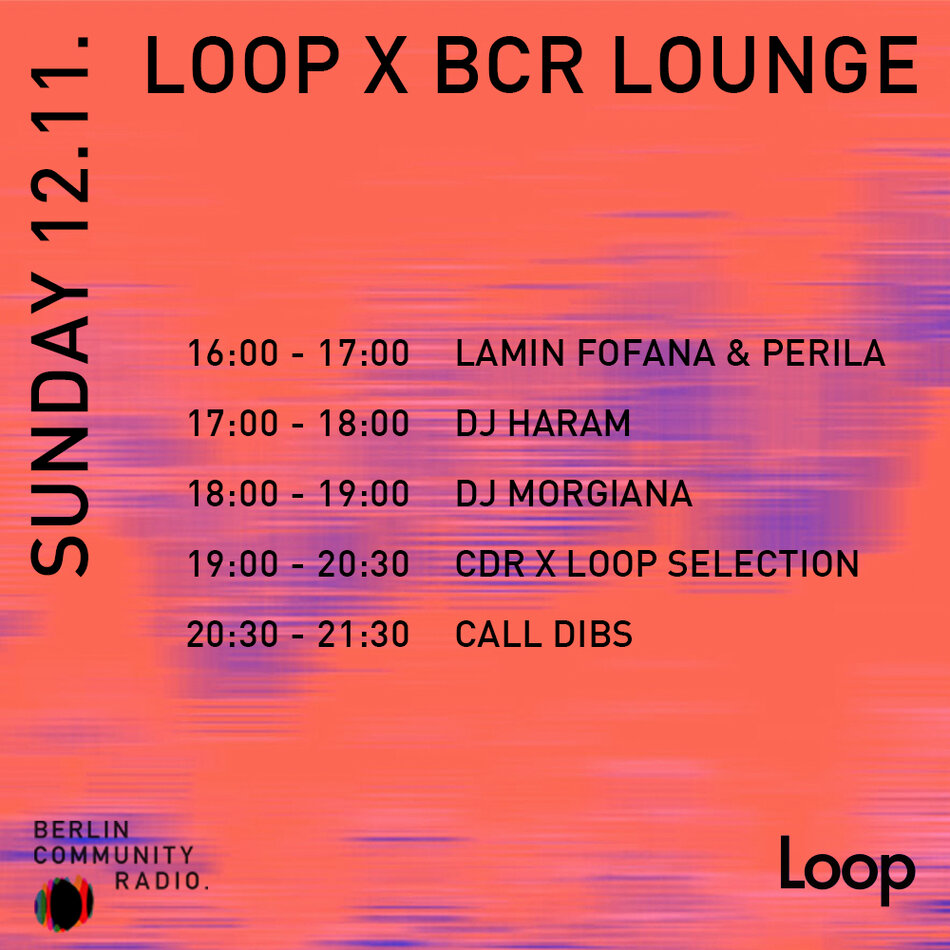 LOOP X BCR LOUNGE
SUNDAY 12.11.
16:00 - 17:00 LAMIN FOFANA & PERILA
17:00 - 18:00 DJ HARAM
18:00 - 19:00 DJ MORGIANA
19:00 - 20:30 CDR X LOOP SELECTION
20:30 - 21:30 CALL DIBS
BERLIN
COMMUNITY
RADIO.
Loop